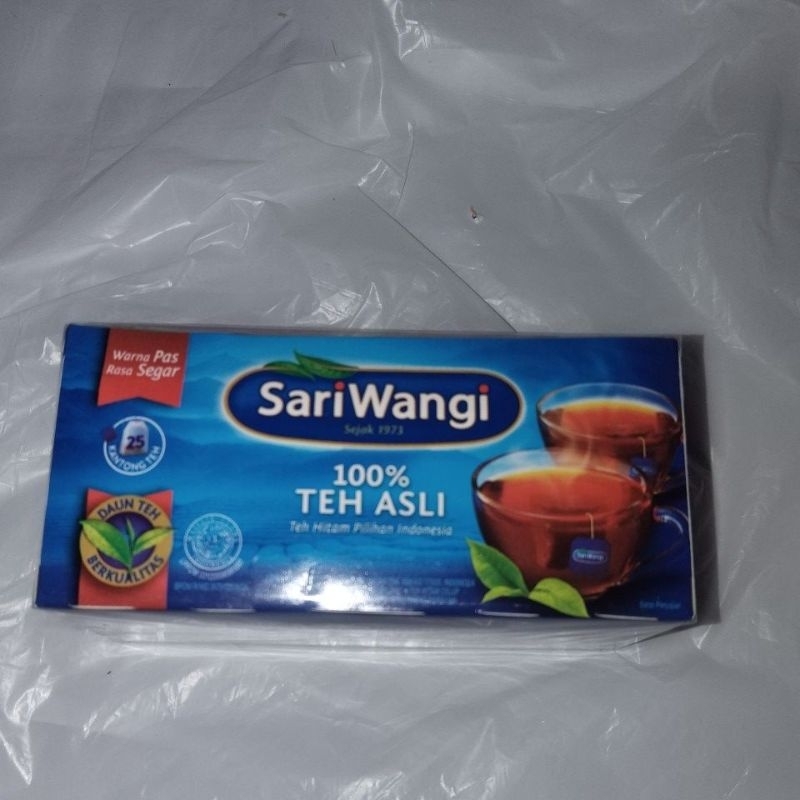 Warna Pas
Rasa Segar
SariWangi
Sejak 1973
25
KANTONG TEH
100%
TEH ASLI
Teh Hitam Pilihan Indonesia
DAUN TEH
BERKUALITAS
SariWangi